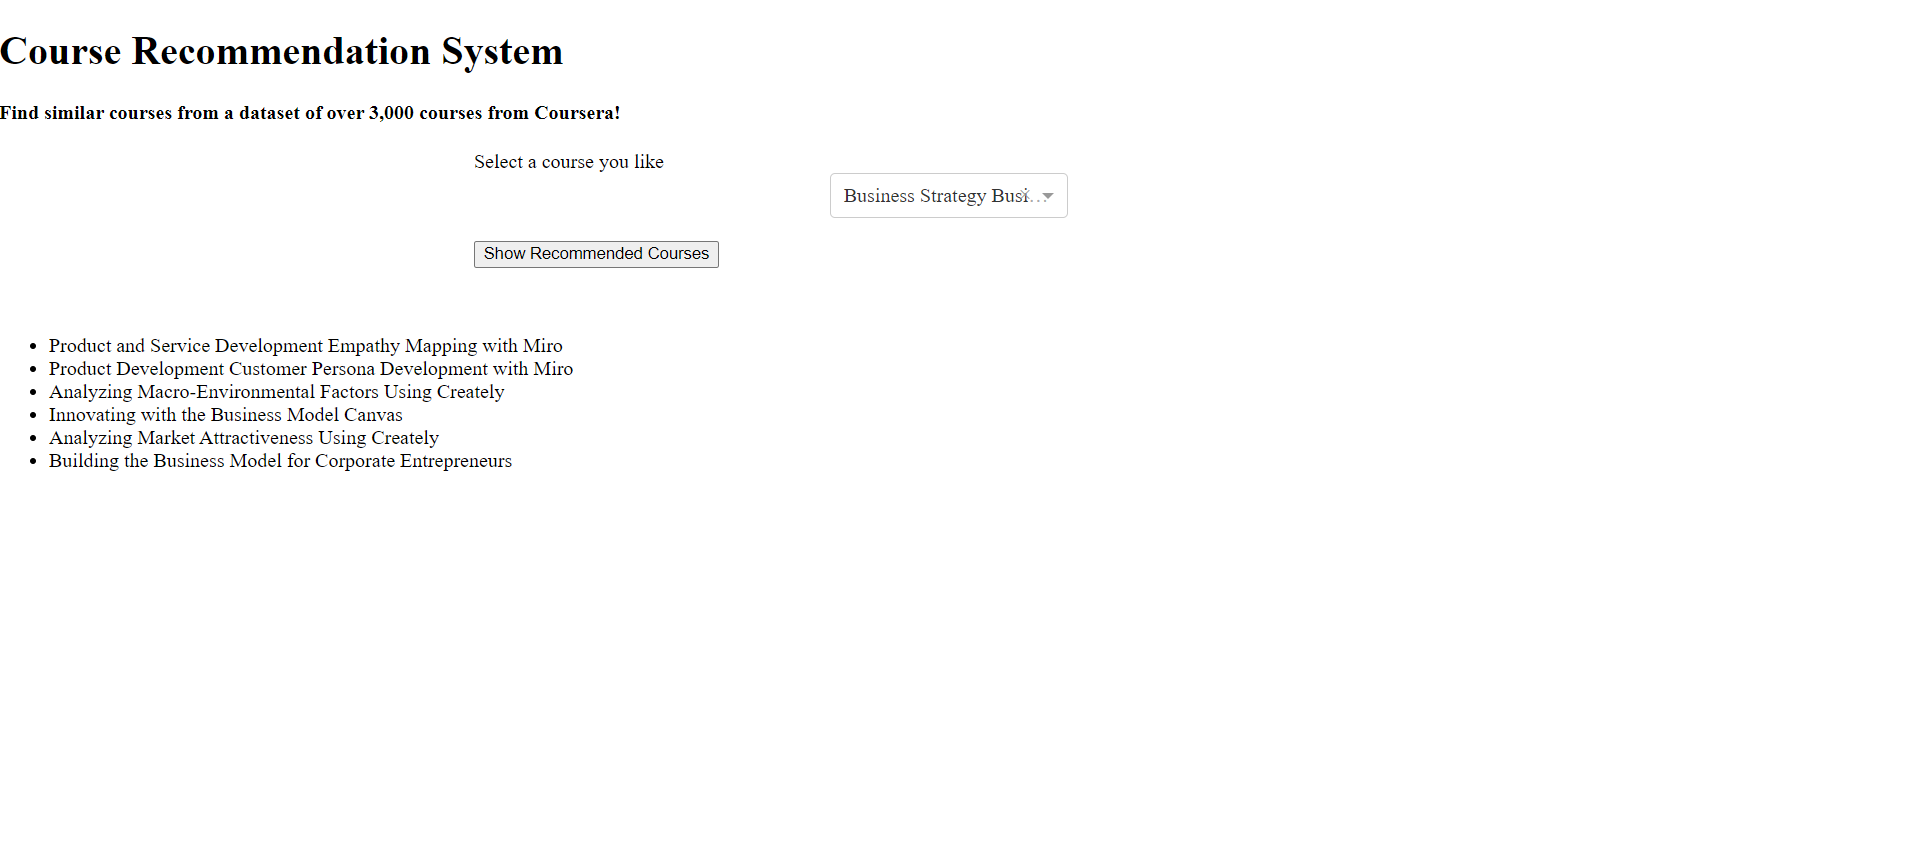 Course Recommendation System
Find similar courses from a dataset of over 3,000 courses from Coursera!
Select a course you like
Business Strategy Busi...
Show Recommended Courses
Product and Service Development Empathy Mapping with Miro
Product Development Customer Persona Development with Miro
Analyzing Macro-Environmental Factors Using Creately
Innovating with the Business Model Canvas
Analyzing Market Attractiveness Using Creately
Building the Business Model for Corporate Entrepreneurs